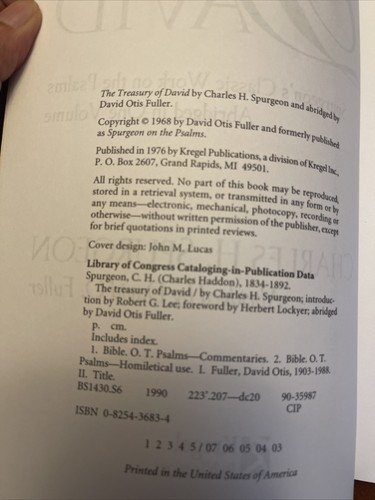 The Treasury of David by Charles H. Spurgeon and abridged by
David Otis Fuller.
Copyright © 1968 by David Otis Fuller and formerly published
as Spurgeon on the Psalms.
Published in 1976 by Kregel Publications, a division of Kregel Inc.,
P. O. Box 2607, Grand Rapids, MI 49501.
All rights reserved. No part of this book may be reproduced,
stored in a retrieval system, or transmitted in any form or by
any means—electronic, mechanical, photocopy, recording or
otherwise—without written permission of the publisher, except
for brief quotations in printed reviews.
Cover design: John M. Lucas
Library of Congress Cataloging-in-Publication Data
Spurgeon, C. H. (Charles Haddon), 1834-1892.
The treasury of David / by Charles H. Spurgeon; introduc-
tion by Robert G. Lee; foreword by Herbert Lockyer; abridged
by David Otis Fuller.
p. cm.
Includes index.
1. Bible. O. T. Psalms—Commentaries. 2. Bible. O. T.
Psalms—Homiletical use. I. Fuller, David Otis, 1903-1988.
II. Title.
BS1430.S6 1990 223'.207—dc20 90-35987
CIP
ISBN 0-8254-3683-4
1 2 3 4 5 / 07 06 05 04 03
Printed in the United States of America